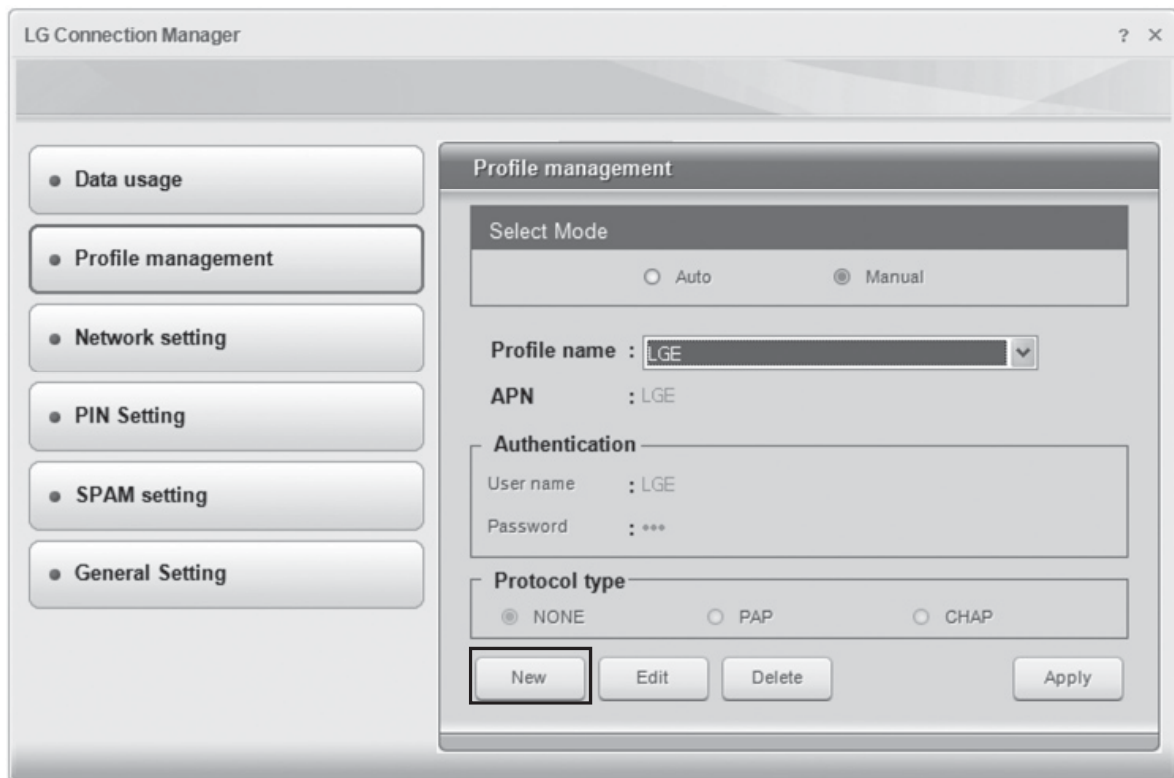 LG Connection Manager
? ×
Data usage
Profile management
Network setting
PIN Setting
SPAM setting
General Setting
Profile management
Select Mode
Auto Manual
Profile name : LGE
APN : LGE
Authentication
User name : LGE
Password : •••
Protocol type
NONE PAP CHAP
New Edit Delete Apply